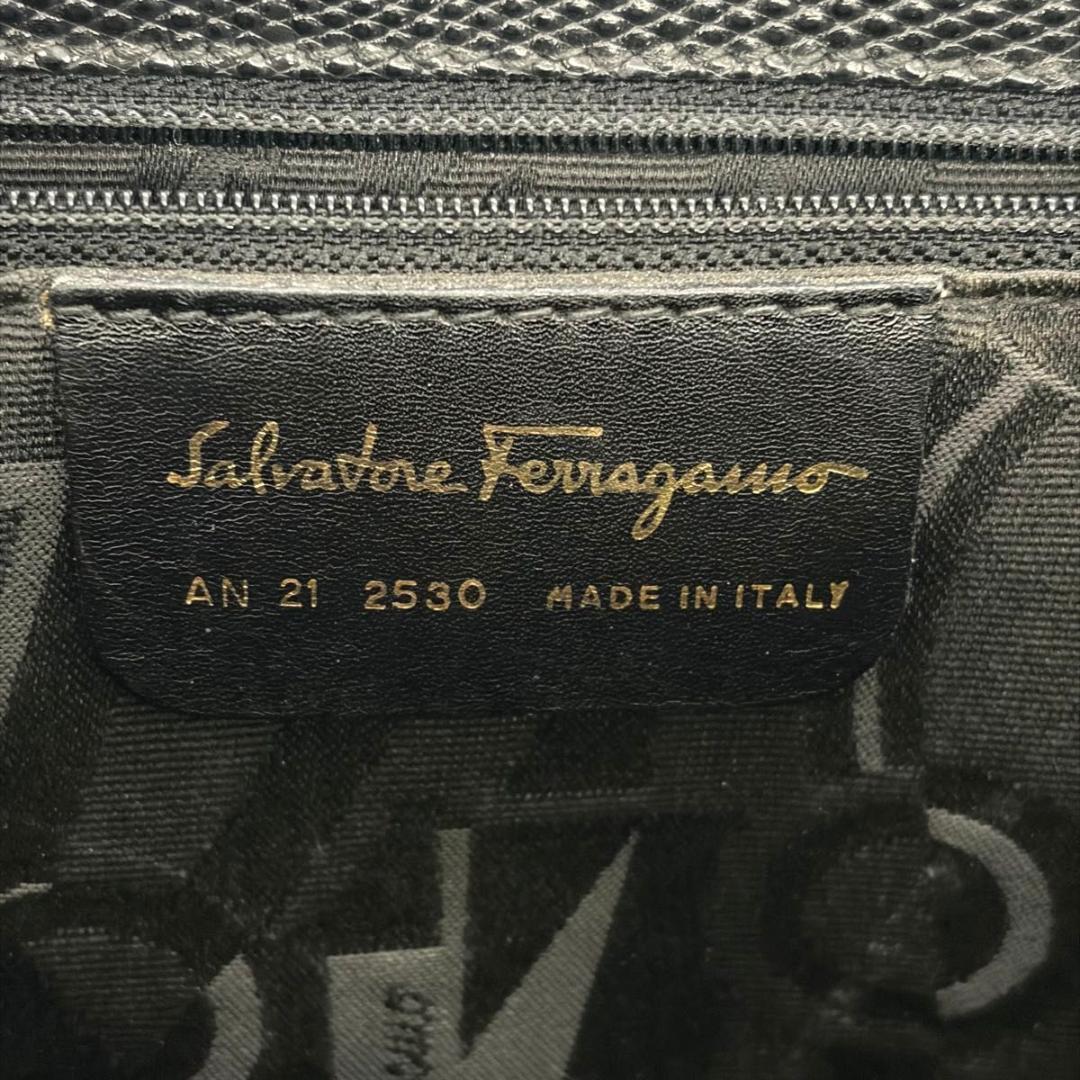 Salvatore Ferragamo
AN 21 2530 MADE IN ITALY